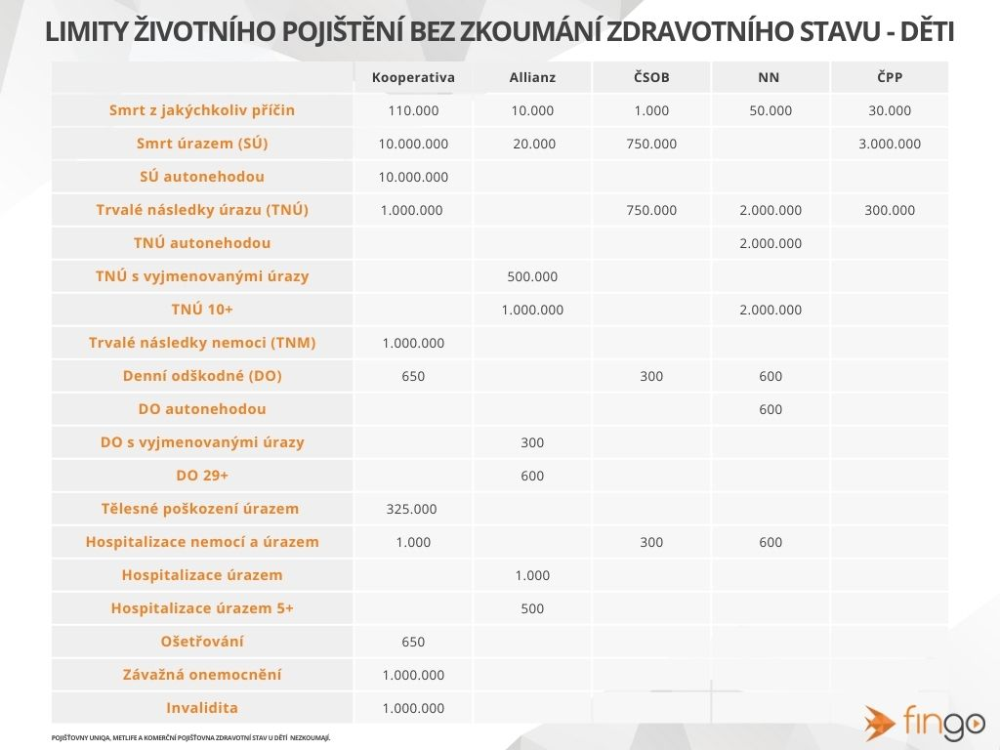 LIMITY ŽIVOTNÍHO POJIŠTĚNÍ BEZ ZKOUMÁNÍ ZDRAVOTNÍHO STAVU - DĚTI
Kooperativa Allianz ČSOB NN ČPP
Smrt z jakýchkoliv příčin 110.000 10.000 1.000 50.000 30.000
Smrt úrazem (SÚ) 10.000.000 20.000 750.000 3.000.000
SÚ autonehodou 10.000.000
Trvalé následky úrazu (TNÚ) 1.000.000 750.000 2.000.000 300.000
TNÚ autonehodou 2.000.000
TNÚ s vyjmenovanými úrazy 500.000
TNÚ 10+ 1.000.000 2.000.000
Trvalé následky nemoci (TNM) 1.000.000
Denní odškodné (DO) 650 300 600
DO autonehodou 600
DO s vyjmenovanými úrazy 300
DO 29+ 600
Tělesné poškození úrazem 325.000
Hospitalizace nemocí a úrazem 1.000 300 600
Hospitalizace úrazem 1.000
Hospitalizace úrazem 5+ 500
Ošetřování 650
Závažná onemocnění 1.000.000
Invalidita 1.000.000
POJIŠŤOVNY UNIQA, METLIFE A KOMERČNÍ POJIŠŤOVNA ZDRAVOTNÍ STAV U DĚTÍ NEZKOUMAJÍ.
fingo